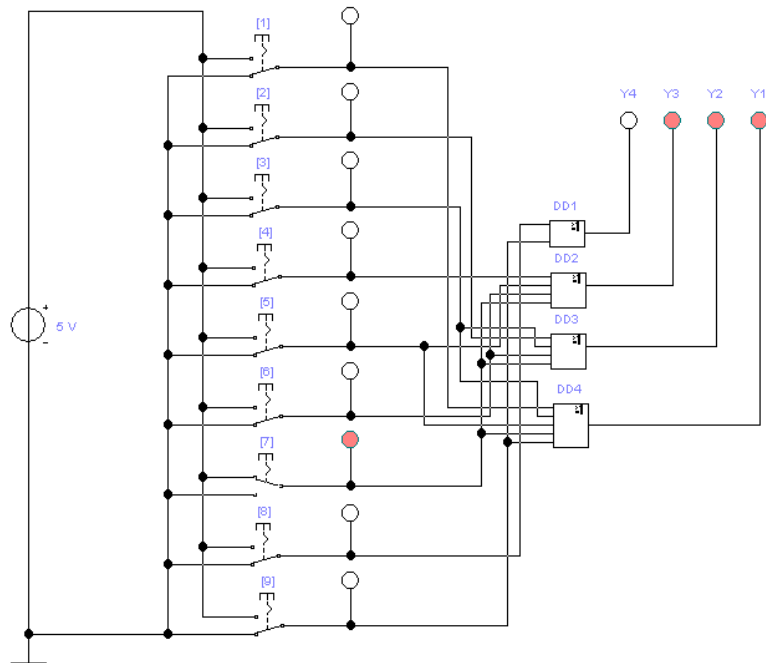 [1]
[2]
Y4 Y3 Y2 Y1
[3]
DD1
[4]
DD2
[5]
5 V
DD3
[6]
DD4
[7]
[8]
[9]